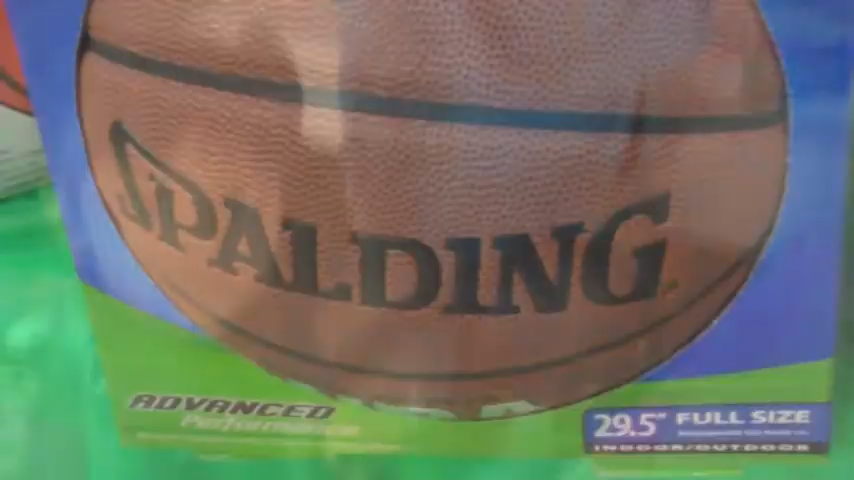 SPALDING
ADVANCED
Performance
29.5" FULL SIZE
INDOOR/OUTDOOR